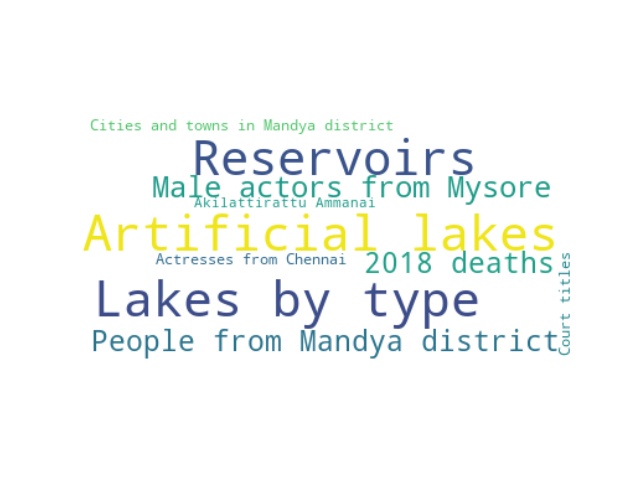 Cities and towns in Mandya district
Reservoirs
Male actors from Mysore
Akilattirattu Ammanai
Artificial lakes
Actresses from Chennai
2018 deaths
Court titles
Lakes by type
People from Mandya district